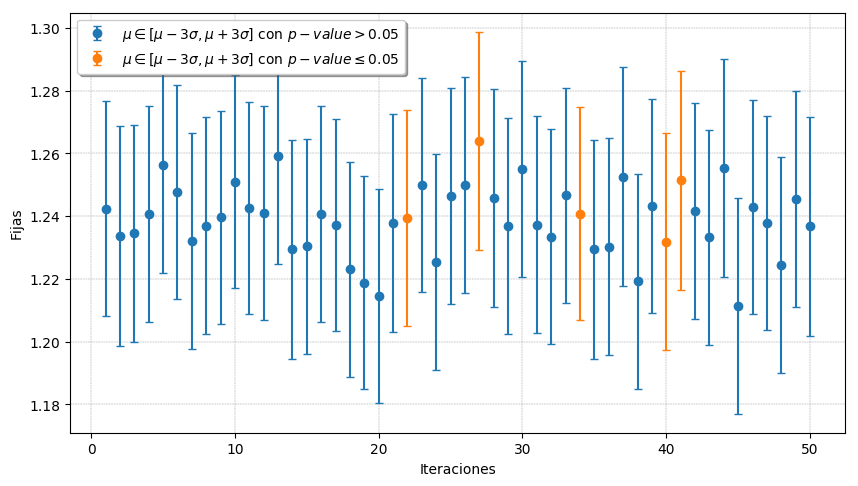 μ ∈ [μ − 3σ, μ + 3σ] con p − value > 0.05
μ ∈ [μ − 3σ, μ + 3σ] con p − value ≤ 0.05
1.30
1.28
1.26
1.24
1.22
1.20
1.18
Fijas
0 10 20 30 40 50
Iteraciones